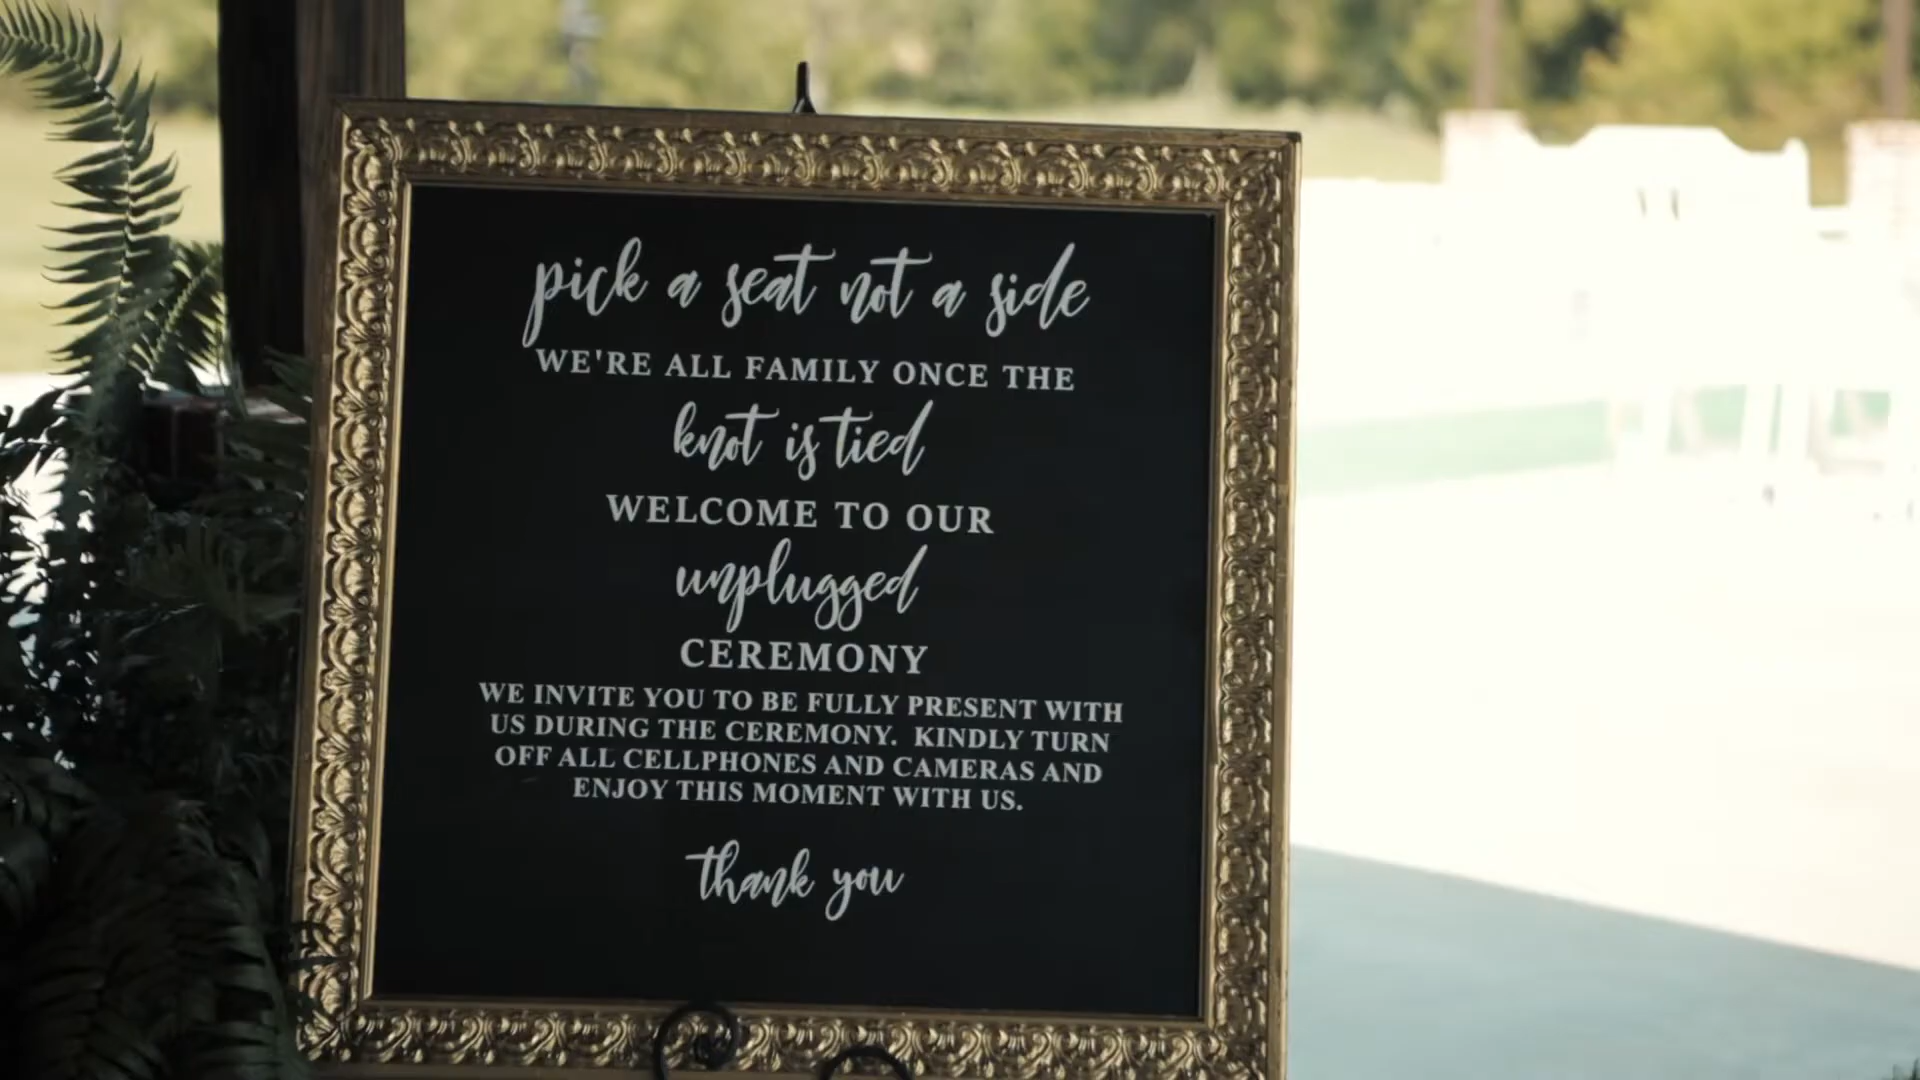 pick a seat not a side
WE'RE ALL FAMILY ONCE THE
knot is tied
WELCOME TO OUR
unplugged
CEREMONY
WE INVITE YOU TO BE FULLY PRESENT WITH
US DURING THE CEREMONY. KINDLY TURN
OFF ALL CELLPHONES AND CAMERAS AND
ENJOY THIS MOMENT WITH US.
thank you